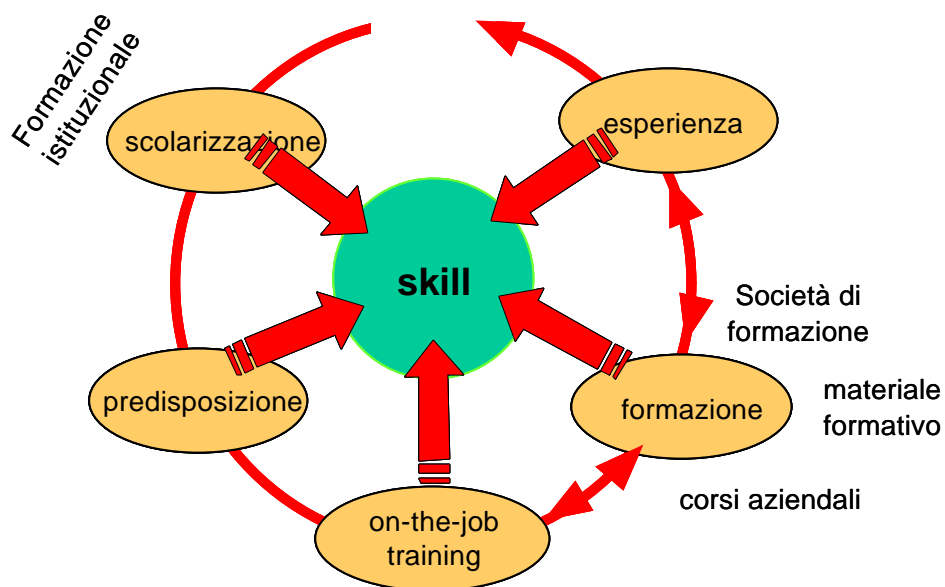 Formazione
istituzionale
scolarizzazione
esperienza
skill
Società di
formazione
predisposizione
formazione
materiale
formativo
corsi aziendali
on-the-job
training